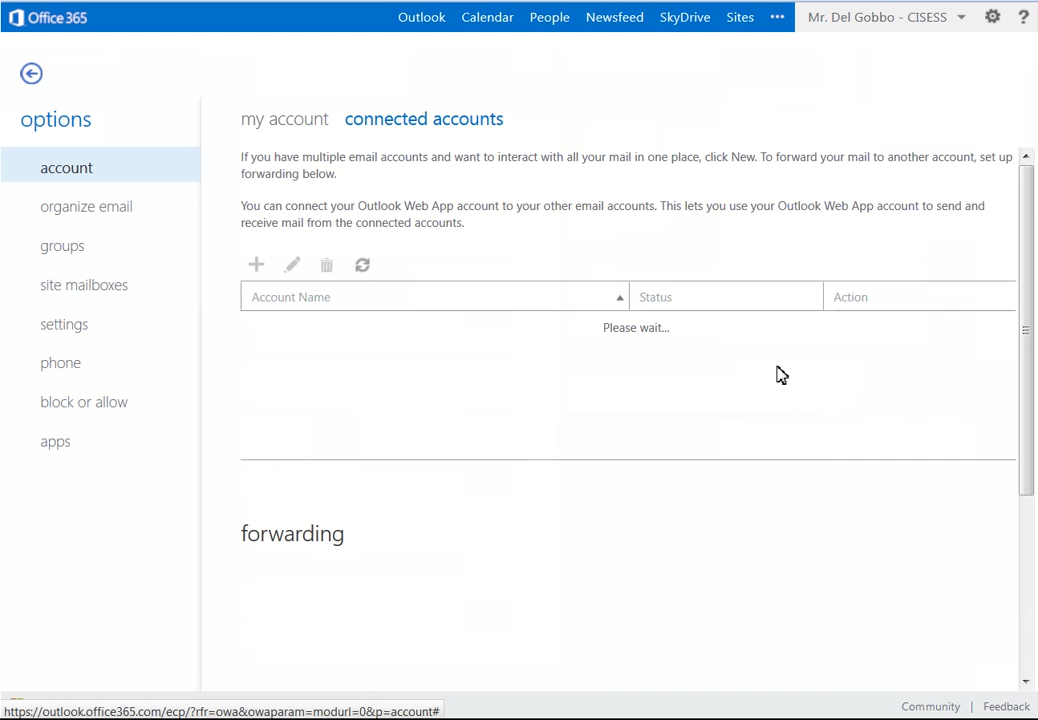 Office 365
Outlook Calendar People Newsfeed SkyDrive Sites ••• Mr. Del Gobbo - CISESS ?
options
my account connected accounts
account
organize email
groups
site mailboxes
settings
phone
block or allow
apps
If you have multiple email accounts and want to interact with all your mail in one place, click New. To forward your mail to another account, set up
forwarding below.
You can connect your Outlook Web App account to your other email accounts. This lets you use your Outlook Web App account to send and
receive mail from the connected accounts.
Account Name Status Action
Please wait...
forwarding
https://outlook.office365.com/ecp/?rfr=owa&owaparam=modurl=0&p=account#
Community | Feedback